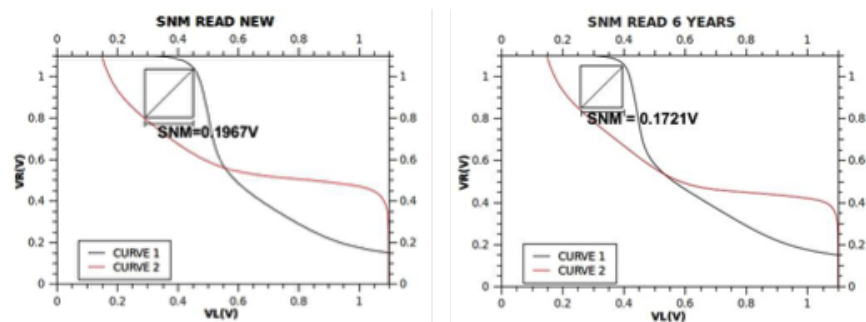 SNM READ NEW
0 0.2 0.4 0.6 0.8 1
1 1
0.8 0.8
SNM=0.1967V
0.6 0.6
VR(V)
0.4 0.4
0.2 0.2
CURVE 1
CURVE 2
0 0
0 0.2 0.4 0.6 0.8 1
VL(V)
SNM READ 6 YEARS
0 0.2 0.4 0.6 0.8 1
1 1
0.8 0.8
SNM = 0.1721V
0.6 0.6
VR(V)
0.4 0.4
0.2 0.2
CURVE 1
CURVE 2
0 0
0 0.2 0.4 0.6 0.8 1
VL(V)